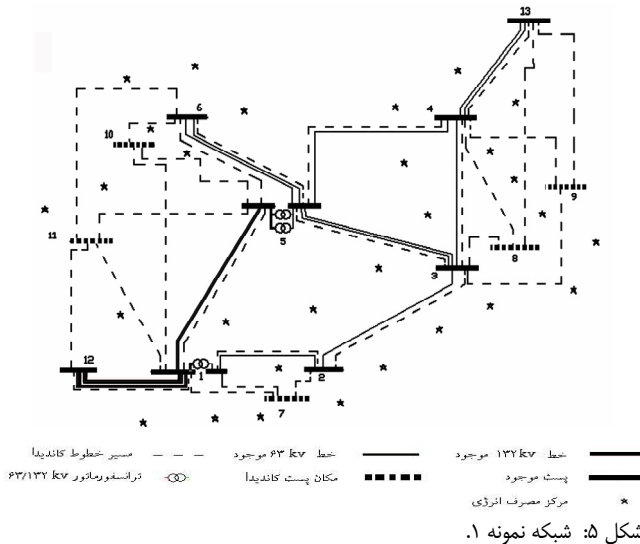 13
6
4
10
9
5
11
8
3
12
1
2
7
خط ۱۳۲kv موجود
خط ۶۳ kv موجود
مسیر خطوط کاندیدا
پست موجود
مکان پست کاندیدا
ترانسفورماتور ۶۳/۱۳۲ kv
مرکز مصرف انرژی
شکل ۵: شبکه نمونه ۱.